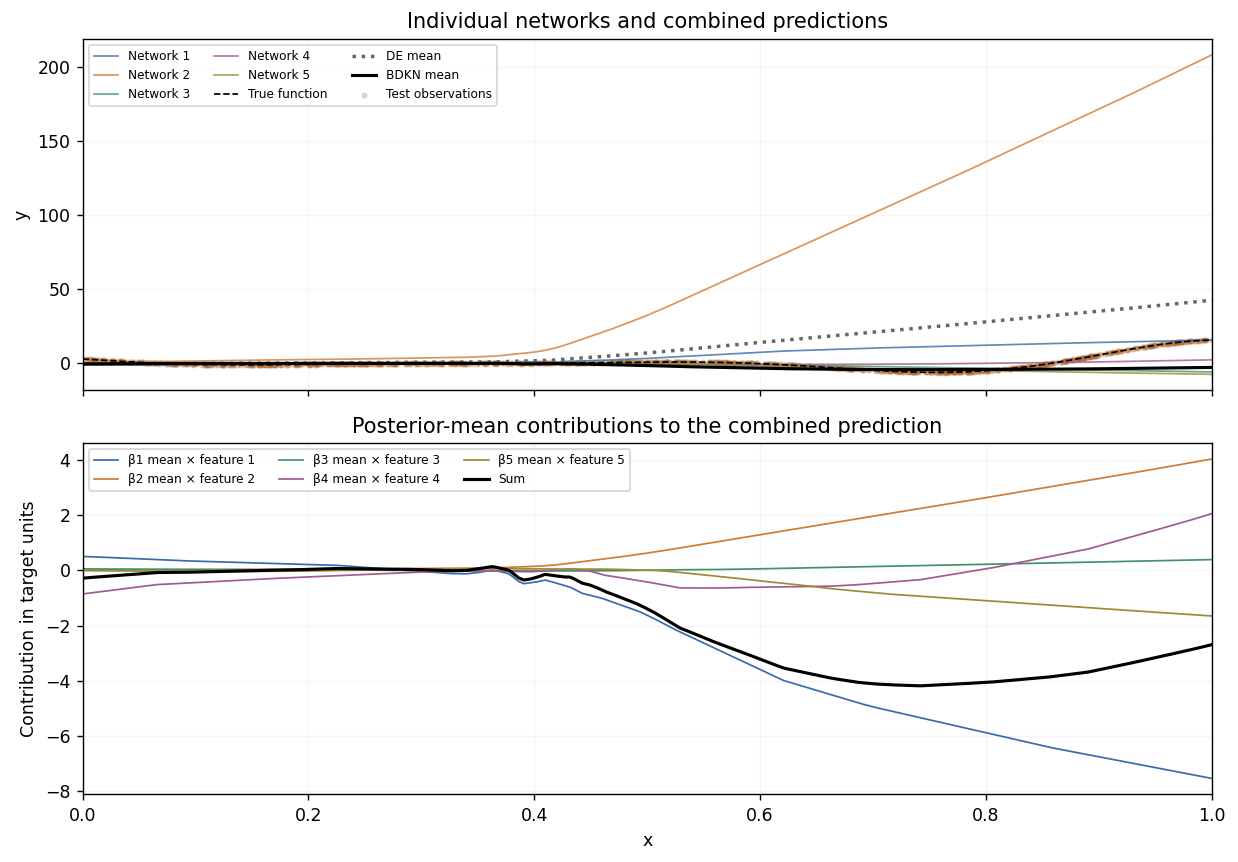 Individual networks and combined predictions
Network 1
Network 2
Network 3
Network 4
Network 5
True function
DE mean
BDKN mean
Test observations
200
150
100
50
0
y
Posterior-mean contributions to the combined prediction
β1 mean × feature 1
β2 mean × feature 2
β3 mean × feature 3
β4 mean × feature 4
β5 mean × feature 5
Sum
4
2
0
−2
−4
−6
−8
Contribution in target units
0.0
0.2
0.4
0.6
0.8
1.0
x